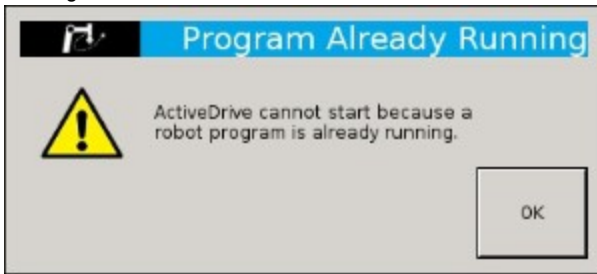 Program Already Running
ActiveDrive cannot start because a
robot program is already running.
OK